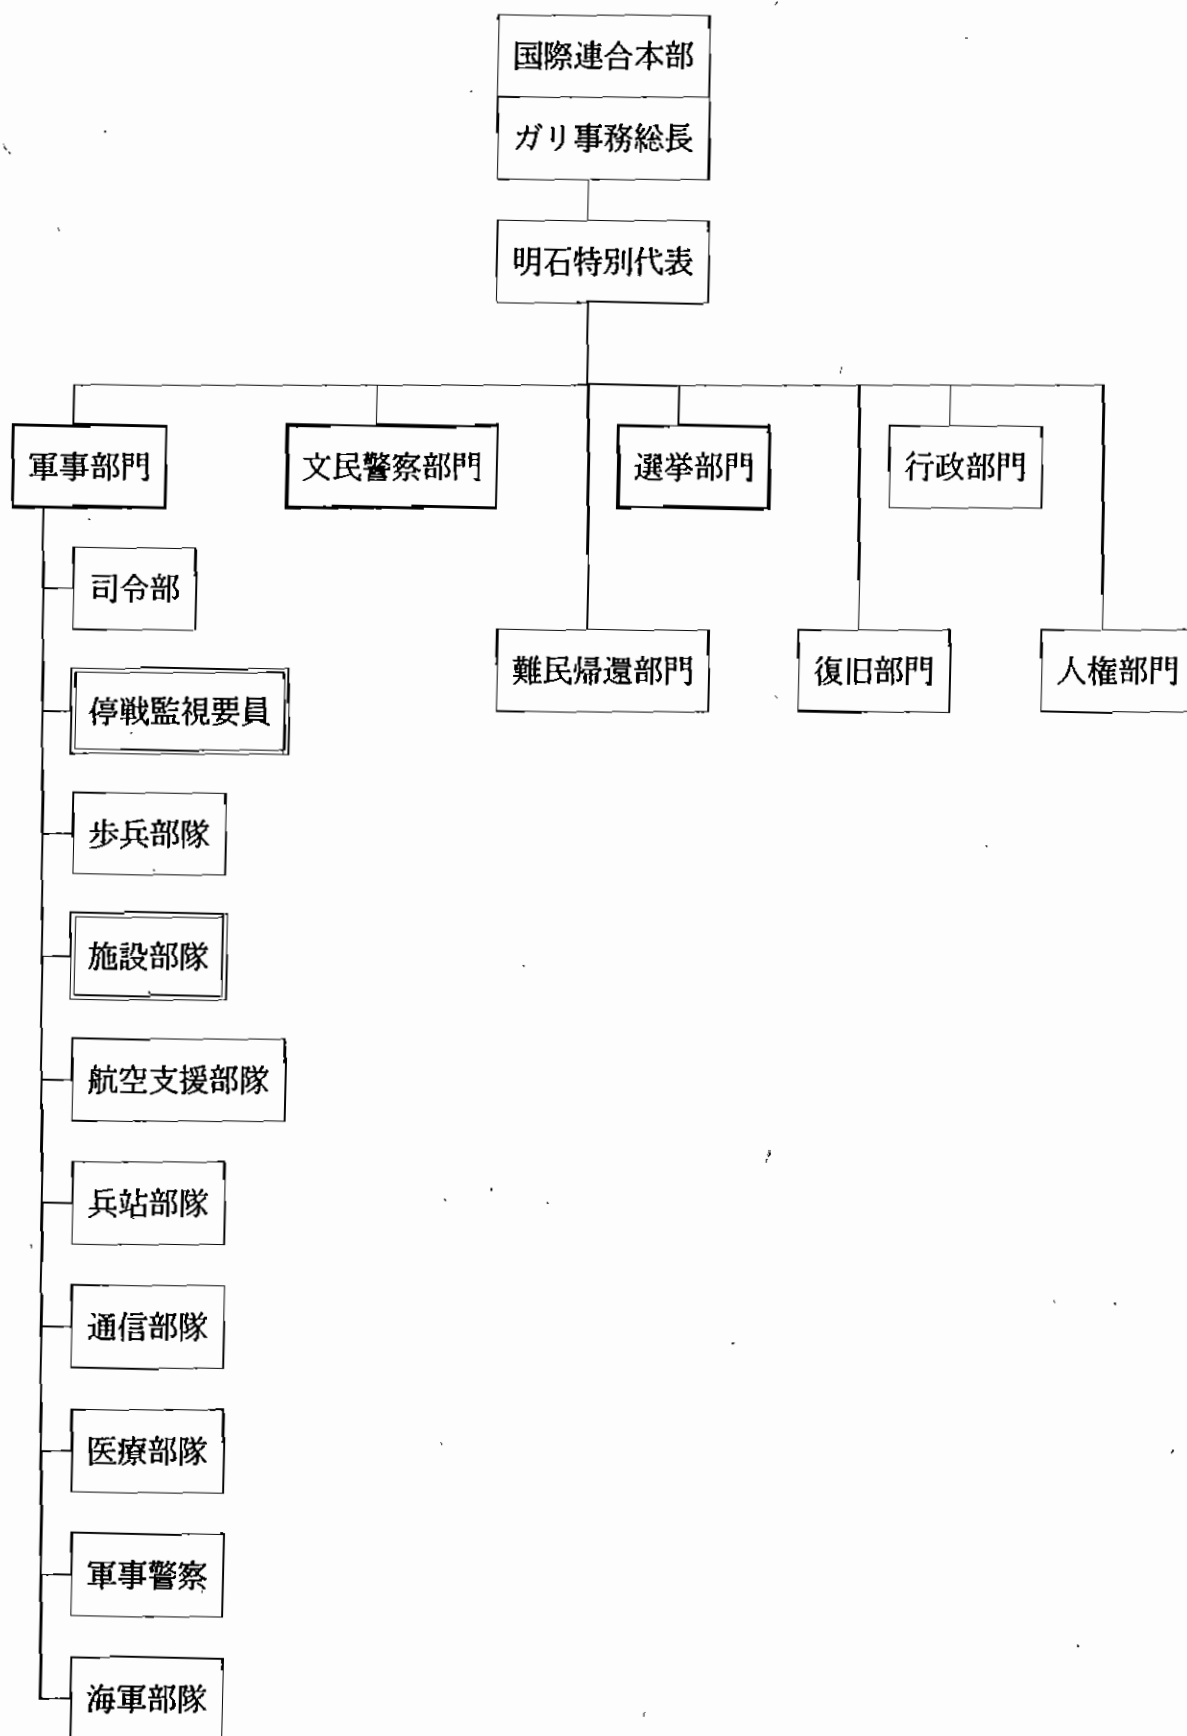 国際連合本部
ガリ事務総長
明石特別代表
軍事部門
文民警察部門
選挙部門
行政部門
難民帰還部門
復旧部門
人権部門
司令部
停戦監視要員
歩兵部隊
施設部隊
航空支援部隊
兵站部隊
通信部隊
医療部隊
軍事警察
海軍部隊